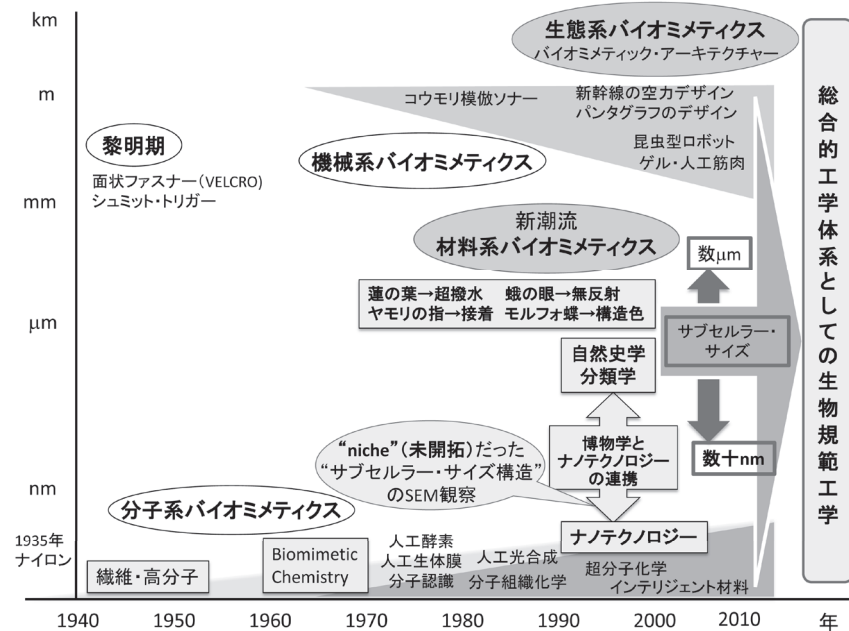 km
生態系バイオミメティクス
バイオミメティック・アーキテクチャー
m
コウモリ模倣ソナー
新幹線の空力デザイン
パンタグラフのデザイン
黎明期
昆虫型ロボット
ゲル・人工筋肉
機械系バイオミメティクス
面状ファスナー(VELCRO)
シュミット・トリガー
mm
新潮流
材料系バイオミメティクス
数μm
蓮の葉→超撥水 蛾の眼→無反射
ヤモリの指→接着 モルフォ蝶→構造色
μm
サブセルラー・
サイズ
自然史学
分類学
“niche”(未開拓)だった
“サブセルラー・サイズ構造”
のSEM観察
博物学と
ナノテクノロジー
の連携
数十nm
nm
分子系バイオミメティクス
ナノテクノロジー
1935年
ナイロン
繊維・高分子
Biomimetic
Chemistry
人工酵素
人工生体膜
分子認識
人工光合成
分子組織化学
超分子化学
インテリジェント材料
1940 1950 1960 1970 1980 1990 2000 2010 年
総合的工学体系としての生物規範工学